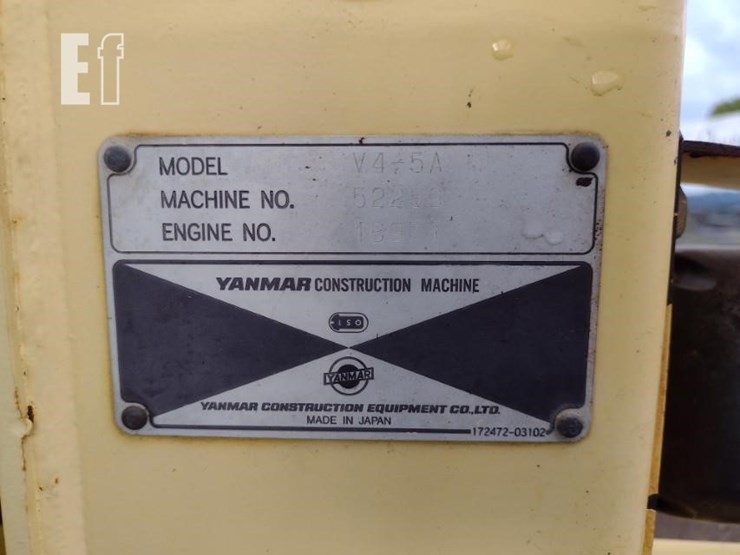 Ef
MODEL
MACHINE NO.
ENGINE NO.
YANMAR CONSTRUCTION MACHINE
ISO
YANMAR
YANMAR CONSTRUCTION EQUIPMENT CO.,LTD.
MADE IN JAPAN
172472-03102